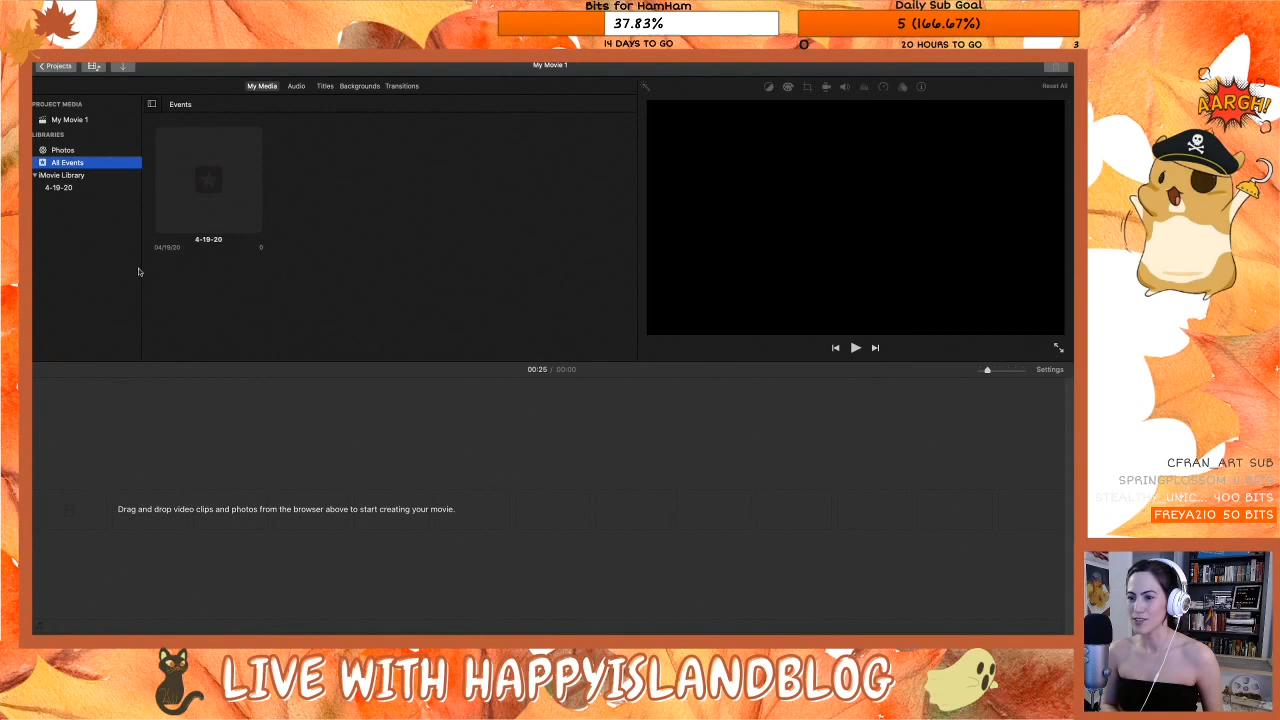 Bits for HamHam
37.83%
14 DAYS TO GO
Daily Sub Goal
5 (166.67%)
0
20 HOURS TO GO
3
Projects
My Movie 1
My Media
Audio
Titles
Backgrounds
Transitions
Reset All
PROJECT MEDIA
My Movie 1
LIBRARIES
Photos
All Events
iMovie Library
4-19-20
Events
4-19-20
04/19/20
0
AARGH!
00:25 / 00:00
Settings
Drag and drop video clips and photos from the browser above to start creating your movie.
CFRAN_ART SUB
400 BITS
FREYA210 50 BITS
LIVE WITH HAPPYISLANDBLOG